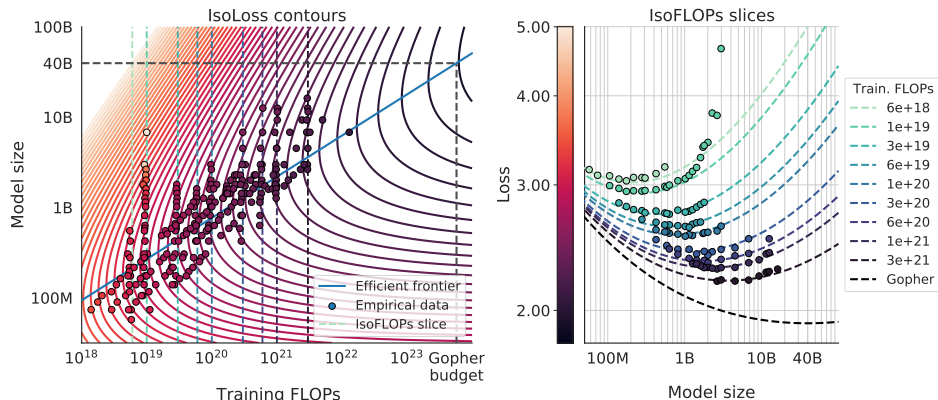 IsoLoss contours
100B
40B
10B
1B
100M
Model size
10^18
10^19
10^20
10^21
10^22
10^23
Gopher
budget
Training FLOPs
Efficient frontier
Empirical data
IsoFLOPs slice
IsoFLOPs slices
5.00
4.00
3.00
2.00
Loss
100M
1B
10B
40B
Model size
Train. FLOPs
6e+18
1e+19
3e+19
6e+19
1e+20
3e+20
6e+20
1e+21
3e+21
Gopher